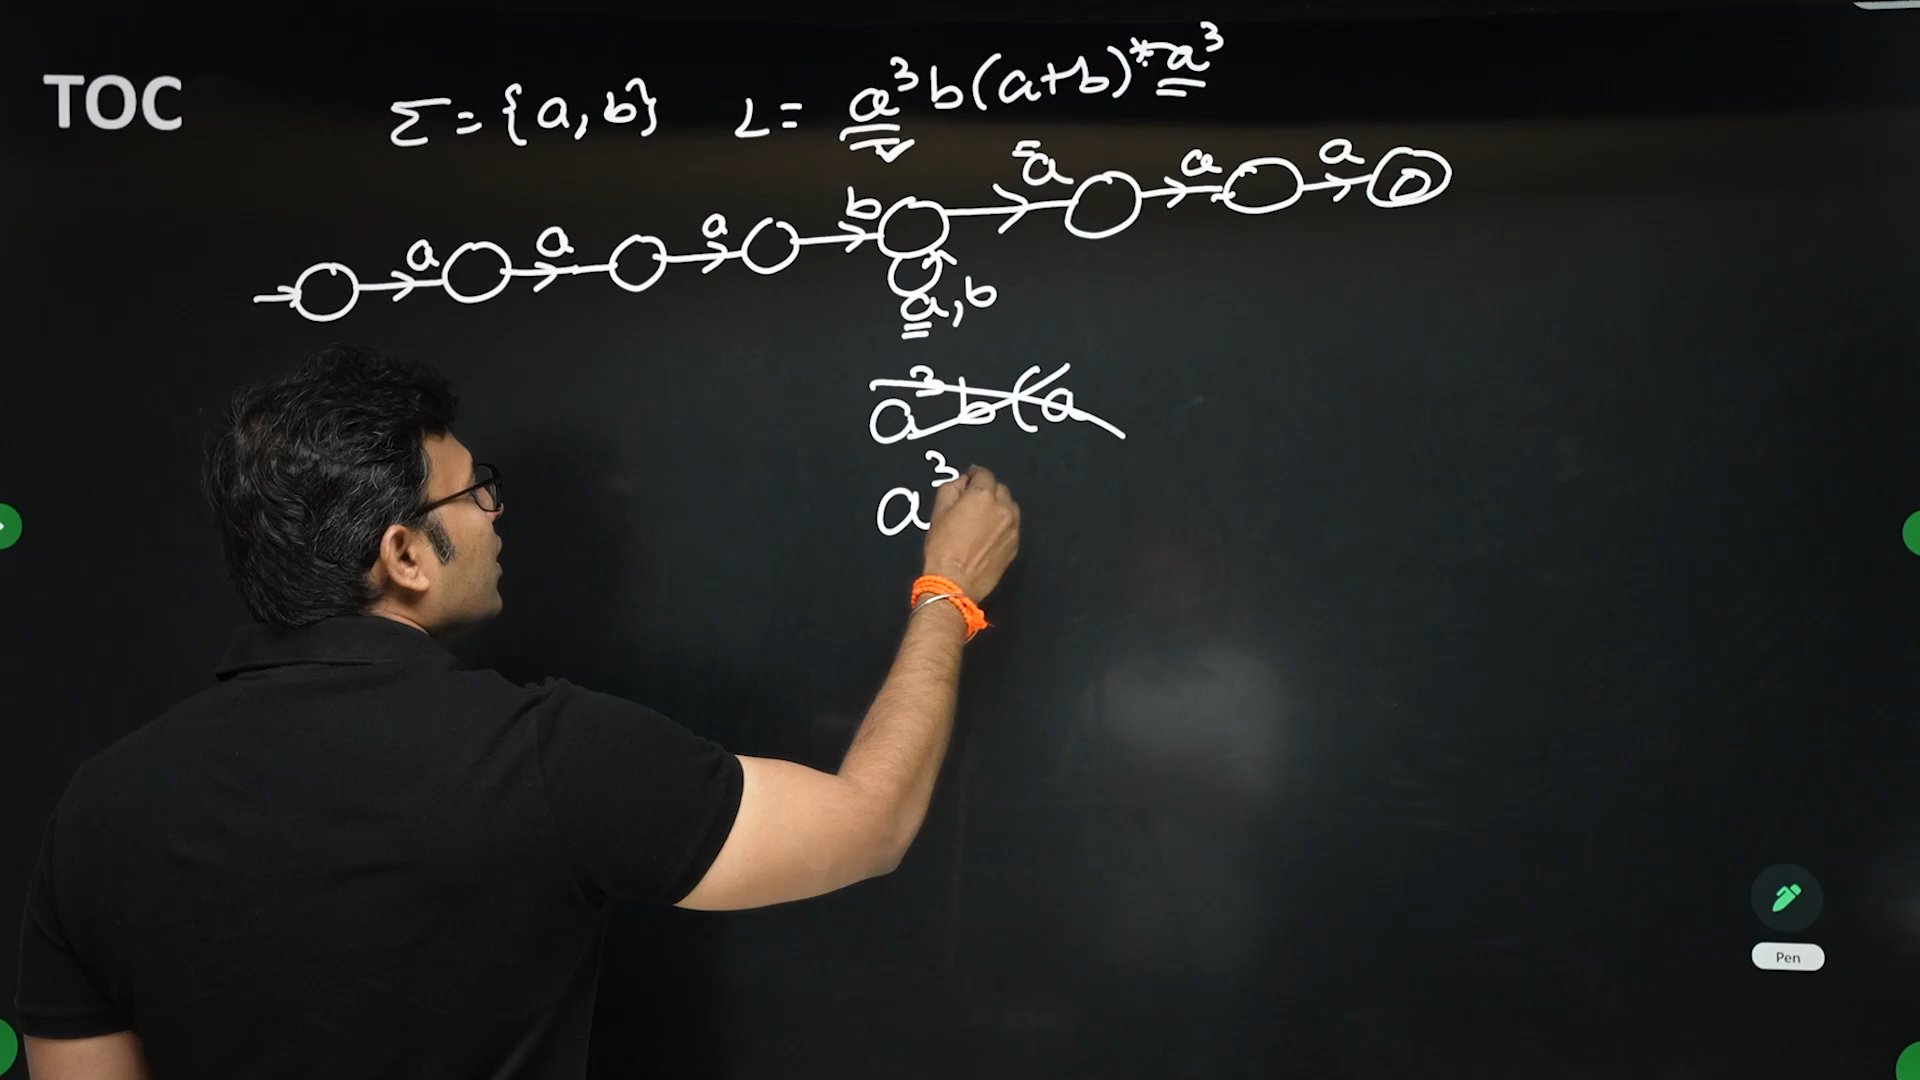 TOC
Σ = {a, b} L = a³b(a+b)*a³
a a a b a a a
a, b
a³b(a
a³
Pen